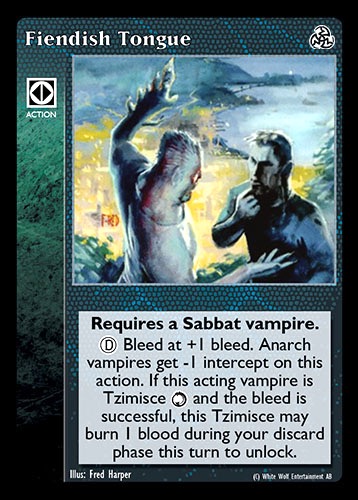 Fiendish Tongue
ACTION
FRED
Requires a Sabbat vampire.
D Bleed at +1 bleed. Anarch
vampires get -1 intercept on this
action. If this acting vampire is
Tzimisce and the bleed is
successful, this Tzimisce may
burn 1 blood during your discard
phase this turn to unlock.
Illus: Fred Harper
(C) White Wolf Entertainment AB